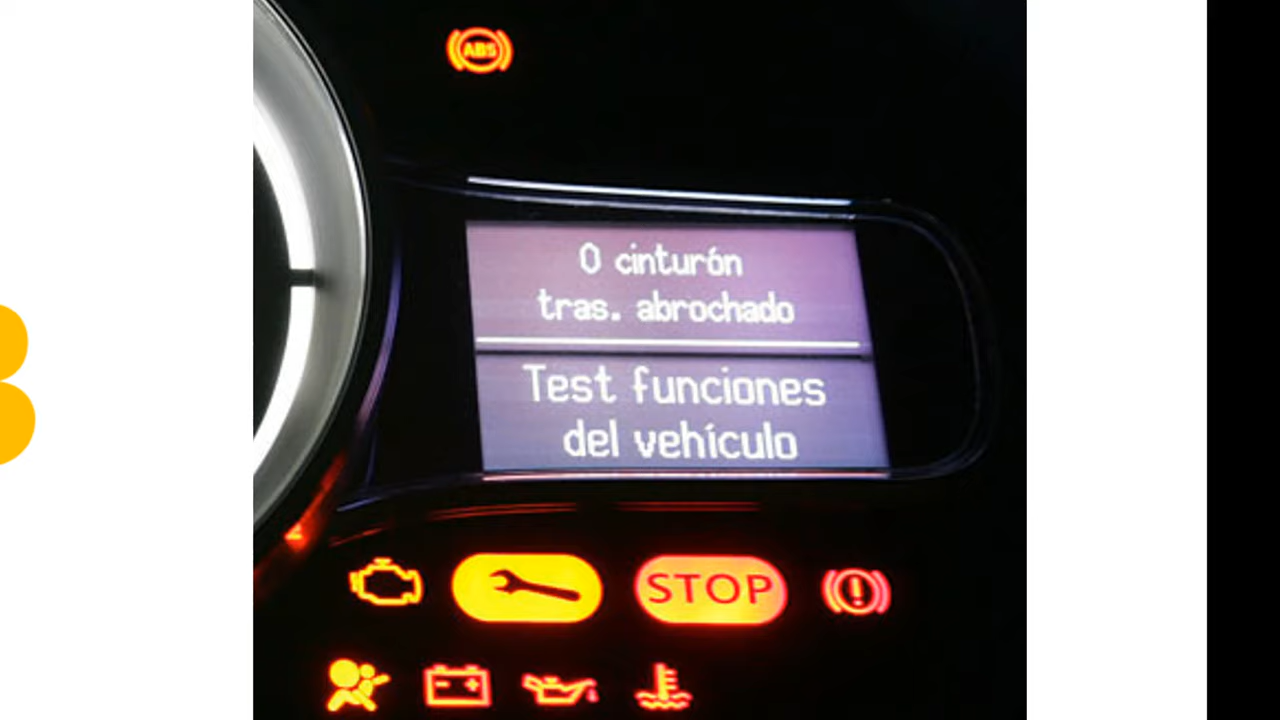 ABS
0 cinturón
tras. abrochado
Test funciones
del vehículo
STOP